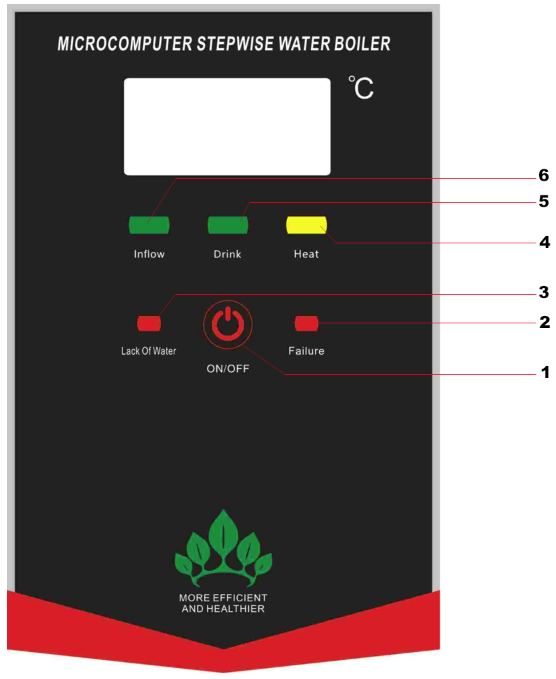 MICROCOMPUTER STEPWISE WATER BOILER
°C
6
5
Inflow Drink Heat
4
3
2
Lack Of Water
Failure
ON/OFF
1
MORE EFFICIENT
AND HEALTHIER